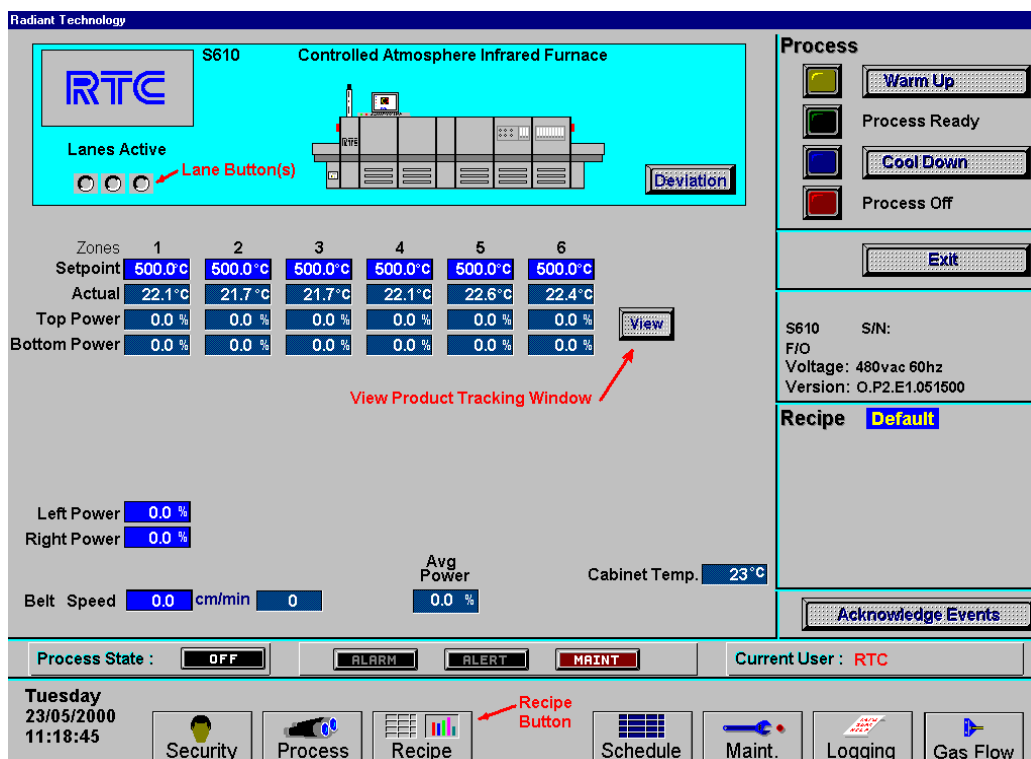 Radiant Technology
RTC
S610 Controlled Atmosphere Infrared Furnace
RTC
Lanes Active
Lane Button(s)
Deviation
Zones 1 2 3 4 5 6
Setpoint 500.0°C 500.0°C 500.0°C 500.0°C 500.0°C 500.0°C
Actual 22.1°C 21.7°C 21.7°C 22.1°C 22.6°C 22.4°C
Top Power 0.0 % 0.0 % 0.0 % 0.0 % 0.0 % 0.0 %
Bottom Power 0.0 % 0.0 % 0.0 % 0.0 % 0.0 % 0.0 %
View
View Product Tracking Window
Left Power 0.0 %
Right Power 0.0 %
Avg
Power
Cabinet Temp. 23°C
Belt Speed 0.0 cm/min 0
0.0 %
Process
Warm Up
Process Ready
Cool Down
Process Off
Exit
S610 S/N:
F/O
Voltage: 480vac 60hz
Version: O.P2.E1.051500
Recipe Default
Acknowledge Events
Process State : OFF ALARM ALERT MAINT Current User : RTC
Tuesday
23/05/2000
11:18:45
Recipe
Button
Security Process Recipe Schedule Maint. Logging Gas Flow